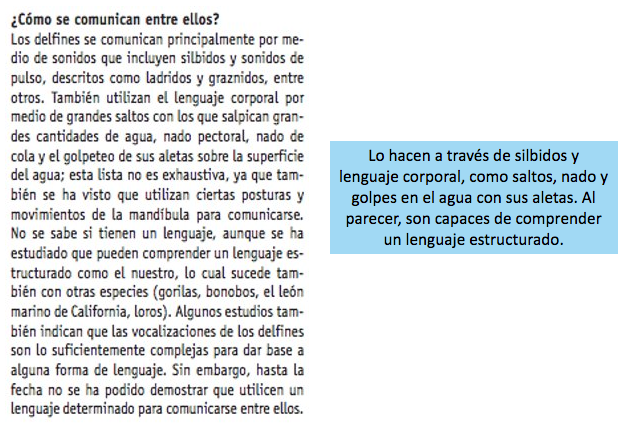 ¿Cómo se comunican entre ellos?
Los delfines se comunican principalmente por me-
dio de sonidos que incluyen silbidos y sonidos de
pulso, descritos como ladridos y graznidos, entre
otros. También utilizan el lenguaje corporal por
medio de grandes saltos con los que salpican gran-
des cantidades de agua, nado pectoral, nado de
cola y el golpeteo de sus aletas sobre la superficie
del agua; esta lista no es exhaustiva, ya que tam-
bién se ha visto que utilizan ciertas posturas y
movimientos de la mandíbula para comunicarse.
No se sabe si tienen un lenguaje, aunque se ha
estudiado que pueden comprender un lenguaje es-
tructurado como el nuestro, lo cual sucede tam-
bién con otras especies (gorilas, bonobos, el león
marino de California, loros). Algunos estudios tam-
bién indican que las vocalizaciones de los delfines
son lo suficientemente complejas para dar base a
alguna forma de lenguaje. Sin embargo, hasta la
fecha no se ha podido demostrar que utilicen un
lenguaje determinado para comunicarse entre ellos.
Lo hacen a través de silbidos y
lenguaje corporal, como saltos, nado y
golpes en el agua con sus aletas. Al
parecer, son capaces de comprender
un lenguaje estructurado.